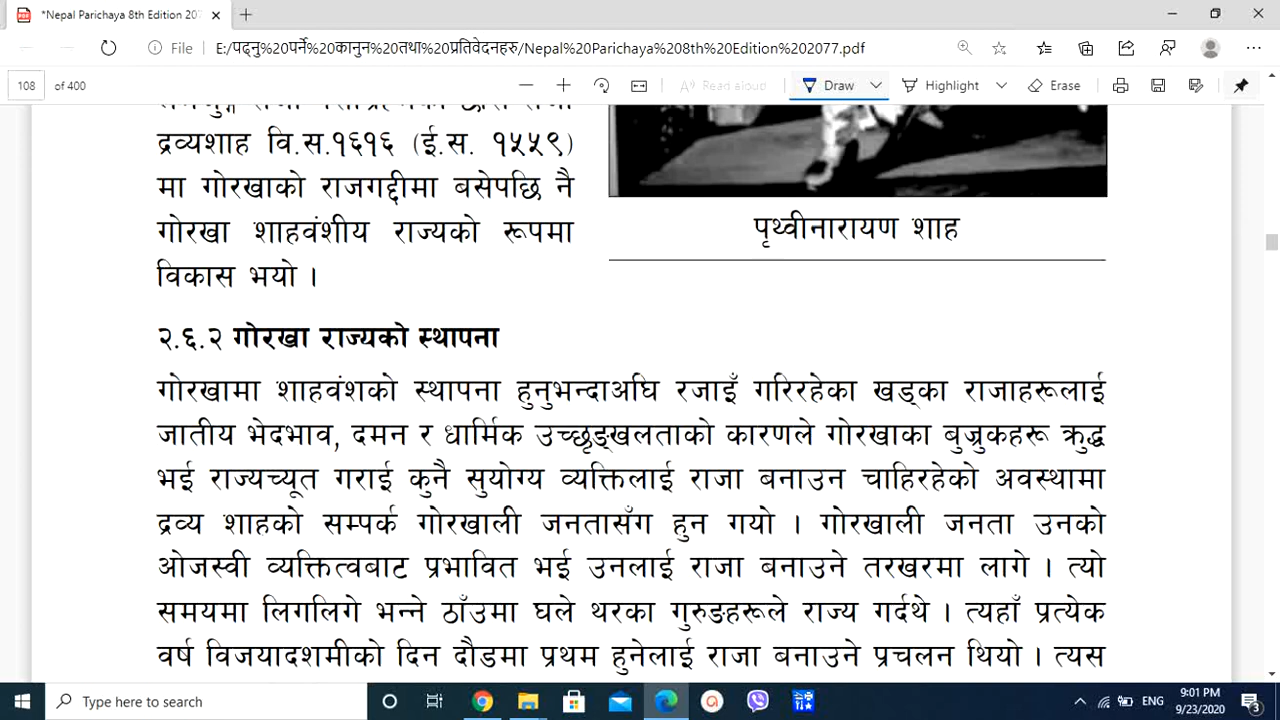 *Nepal Parichaya 8th Edition 207
File E:/पढ्नु%20पर्ने%20कानुन%20तथा%20प्रतिवेदनहरु/Nepal%20Parichaya%208th%20Edition%202077.pdf
108 of 400 Read aloud Draw Highlight Erase
द्रव्यशाह वि.स.१६१६ (ई.स. १५५९)
मा गोरखाको राजगद्दीमा बसेपछि नै
गोरखा शाहवंशीय राज्यको रूपमा
विकास भयो ।
पृथ्वीनारायण शाह
२.६.२ गोरखा राज्यको स्थापना
गोरखामा शाहवंशको स्थापना हुनुभन्दाअघि रजाइँ गरिरहेका खड्का राजाहरूलाई
जातीय भेदभाव, दमन र धार्मिक उच्छृङ्खलताको कारणले गोरखाका बुज्रुकहरू क्रुद्ध
भई राज्यच्यूत गराई कुनै सुयोग्य व्यक्तिलाई राजा बनाउन चाहिरहेको अवस्थामा
द्रव्य शाहको सम्पर्क गोरखाली जनतासँग हुन गयो । गोरखाली जनता उनको
ओजस्वी व्यक्तित्वबाट प्रभावित भई उनलाई राजा बनाउने तरखरमा लागे । त्यो
समयमा लिगलिगे भन्ने ठाँउमा घले थरका गुरुङहरूले राज्य गर्दथे । त्यहाँ प्रत्येक
वर्ष विजयादशमीको दिन दौडमा प्रथम हुनेलाई राजा बनाउने प्रचलन थियो । त्यस
Type here to search ENG 9:01 PM
9/23/2020 3